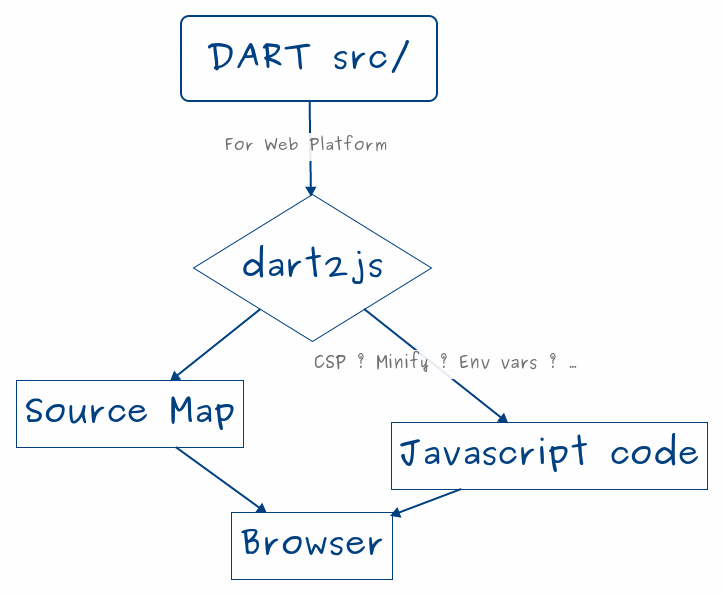 DART src/
For Web Platform
dart2js
CSP ? Minify ? Env vars ? ...
Source Map
Javascript code
Browser